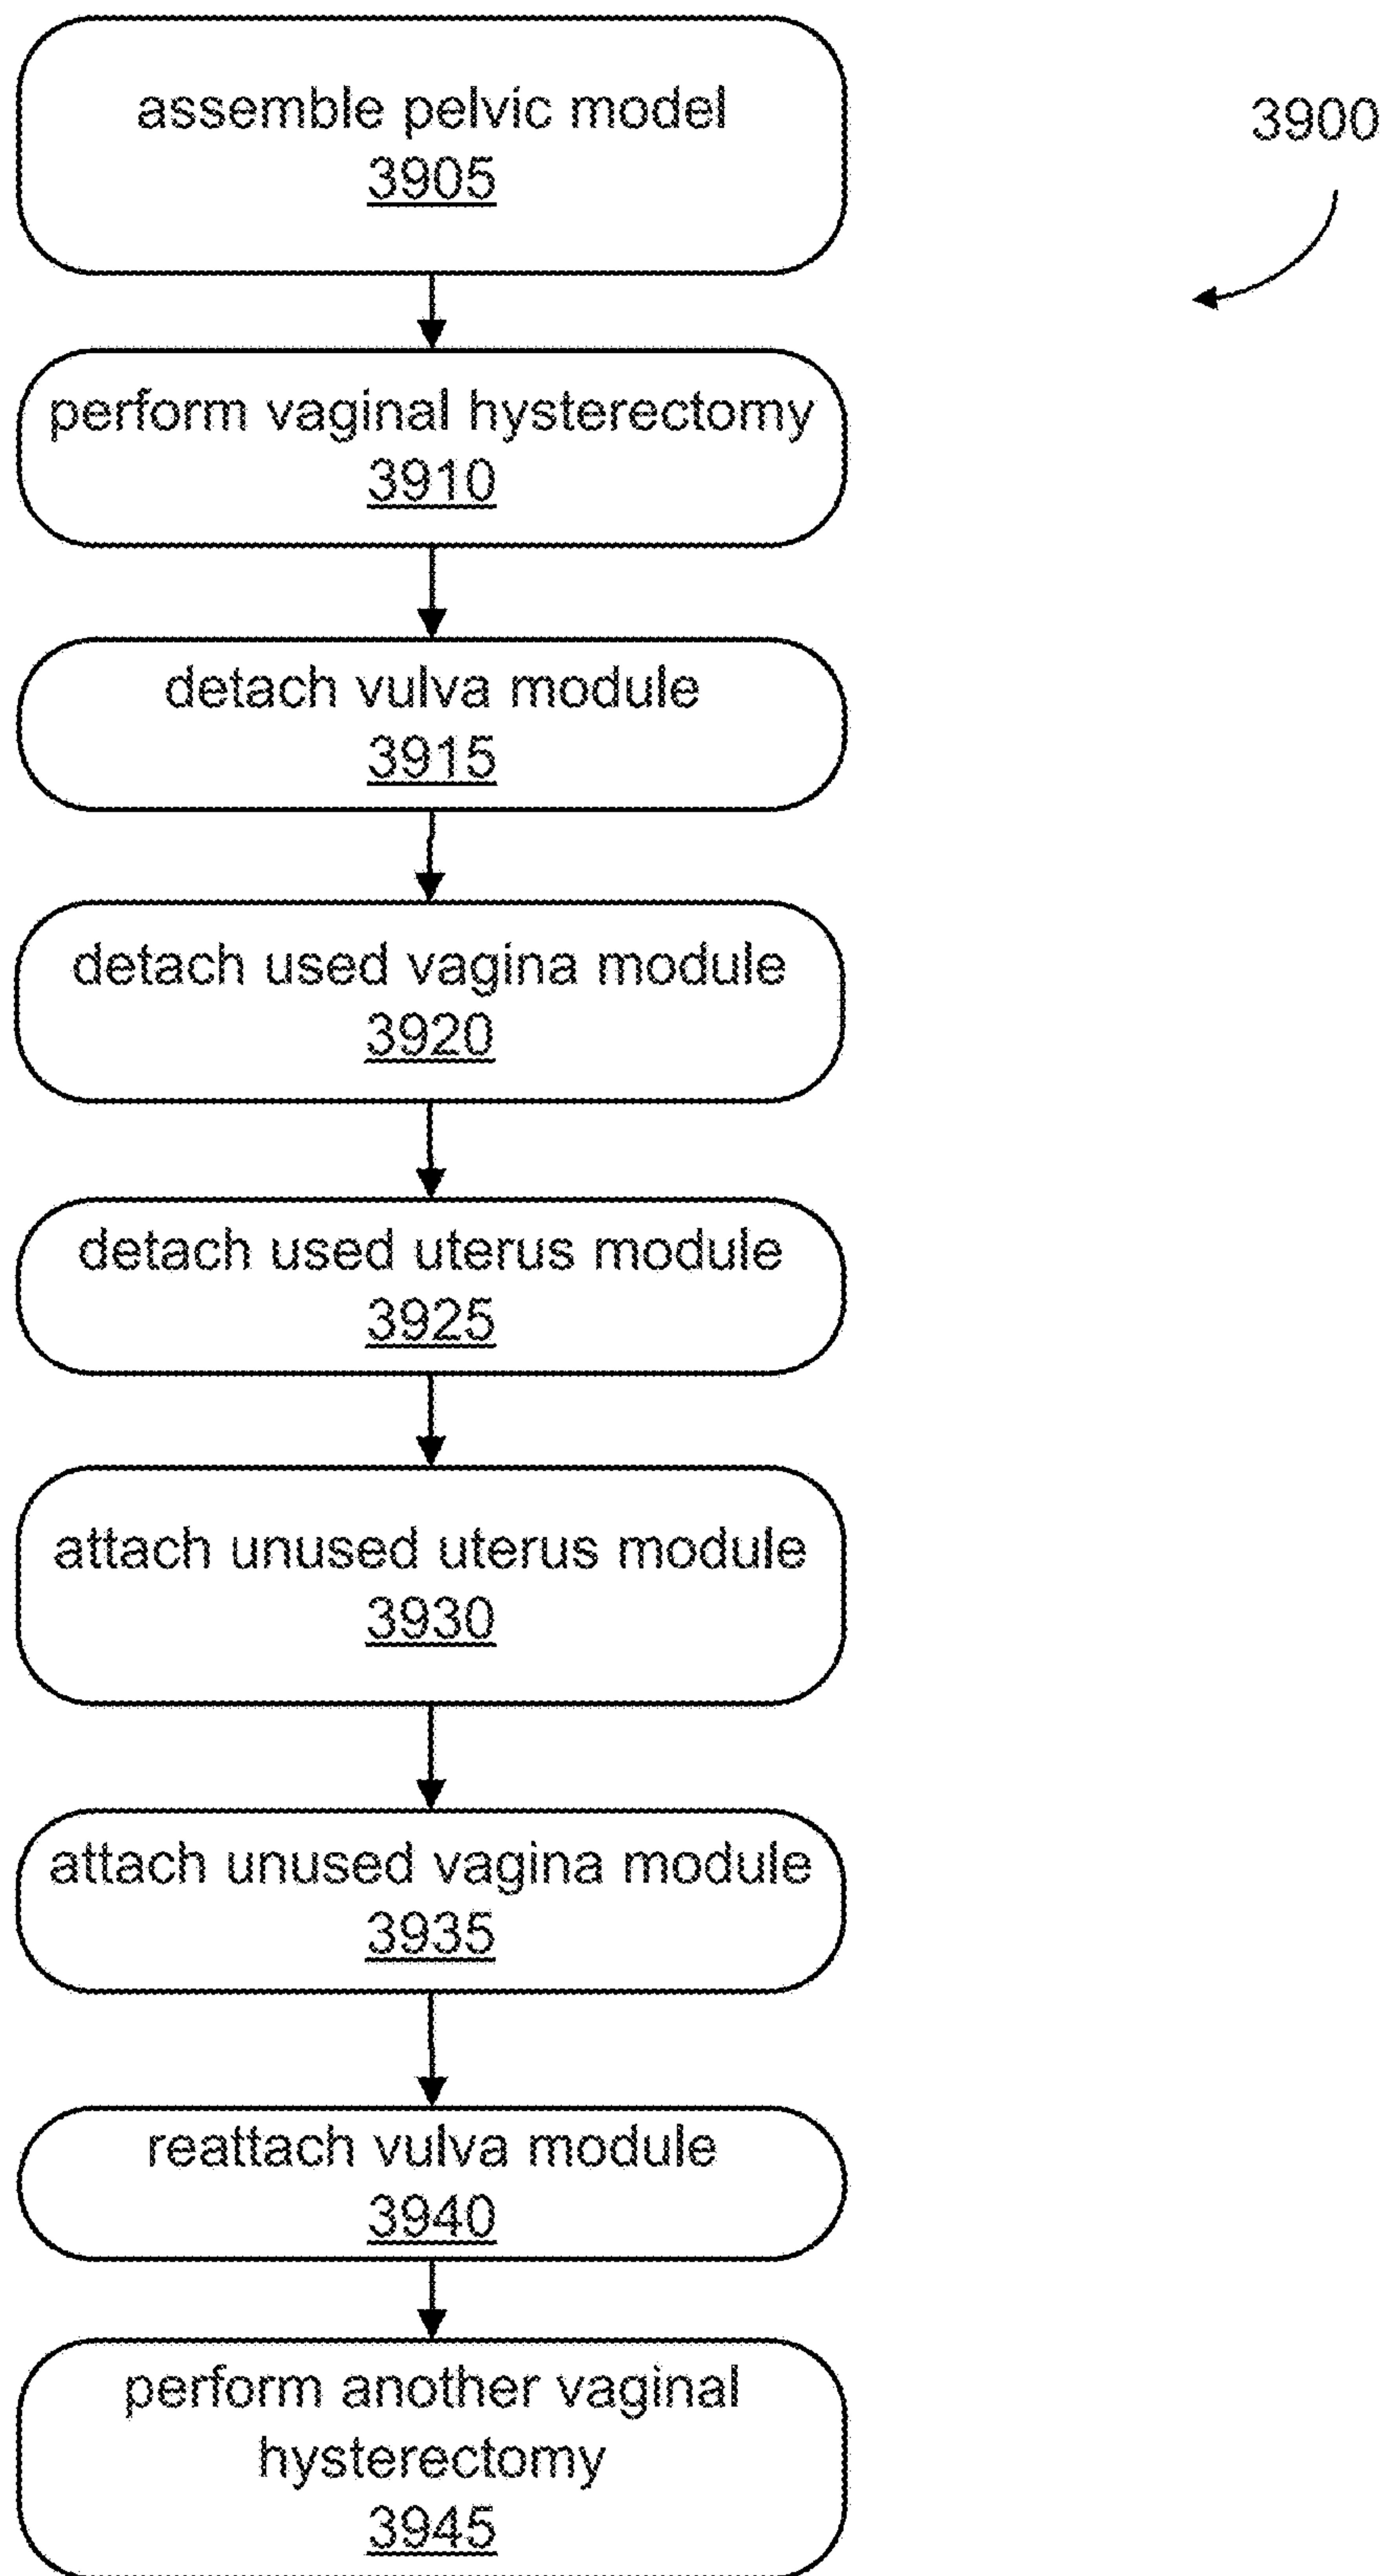 assemble pelvic model
3905
3900
perform vaginal hysterectomy
3910
detach vulva module
3915
detach used vagina module
3920
detach used uterus module
3925
attach unused uterus module
3930
attach unused vagina module
3935
reattach vulva module
3940
perform another vaginal
hysterectomy
3945